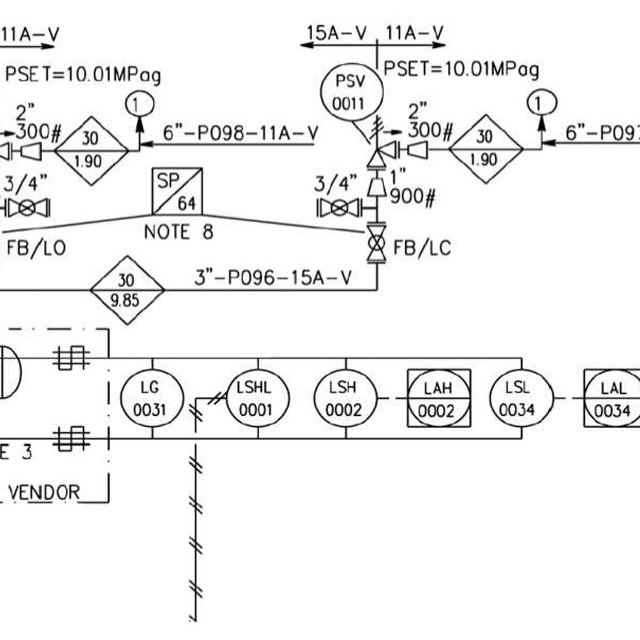 11A-V
15A-V
11A-V
PSET=10.01MPag
PSV
0011
PSET=10.01MPag
1
2"
300#
30
1.90
6"-P098-11A-V
2"
300#
30
1.90
1
6"-P097
3/4"
SP
64
3/4"
1"
900#
NOTE 8
FB/LO
FB/LC
30
9.85
3"-P096-15A-V
LG
0031
LSHL
0001
LSH
0002
LAH
0002
LSL
0034
LAL
0034
E 3
VENDOR